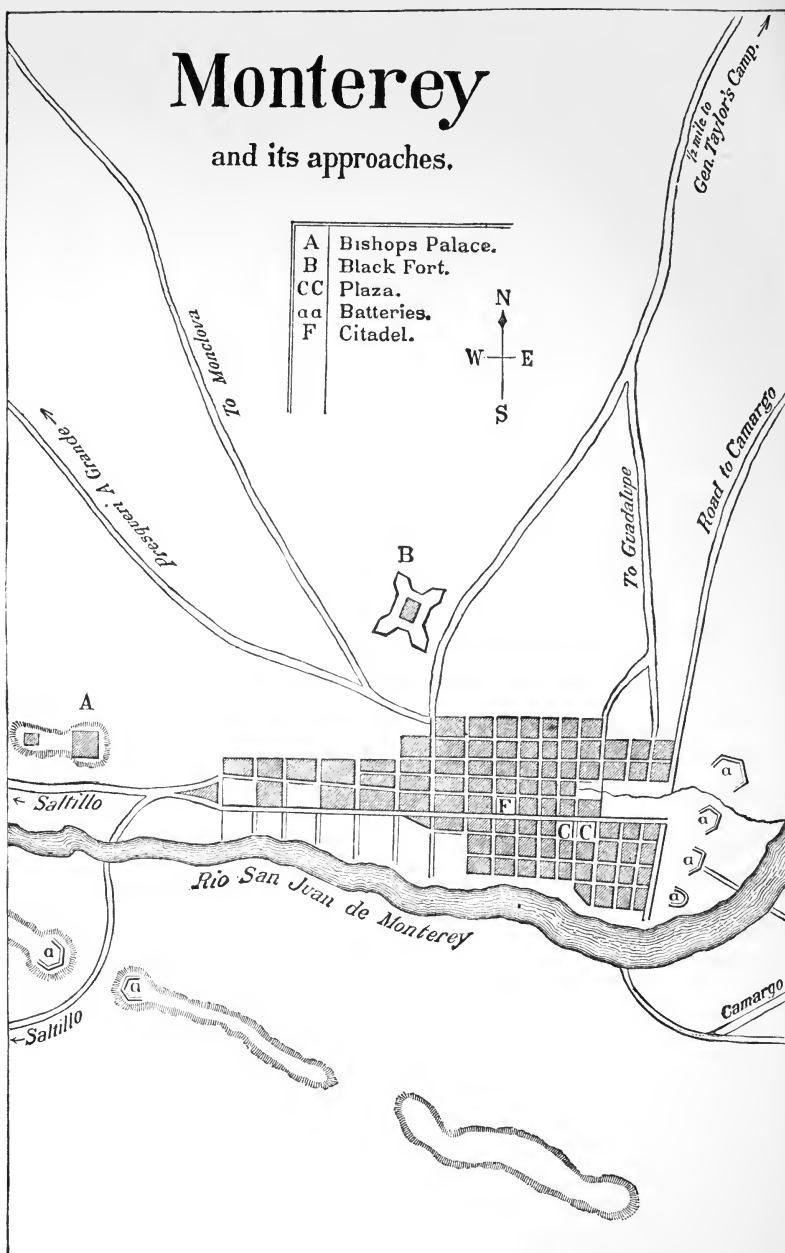 Monterey
and its approaches.
1/2 mile to
Gen. Taylor's Camp.
A Bishops Palace.
B Black Fort.
CC Plaza.
aa Batteries.
F Citadel.
N
W E
S
To Monclova
Presqueri A Grande
To Guadalupe
Road to Camargo
B
A
a
Saltillo
F
a
C C
a
Rio San Juan de Monterey
a
a
a
Camargo
Saltillo